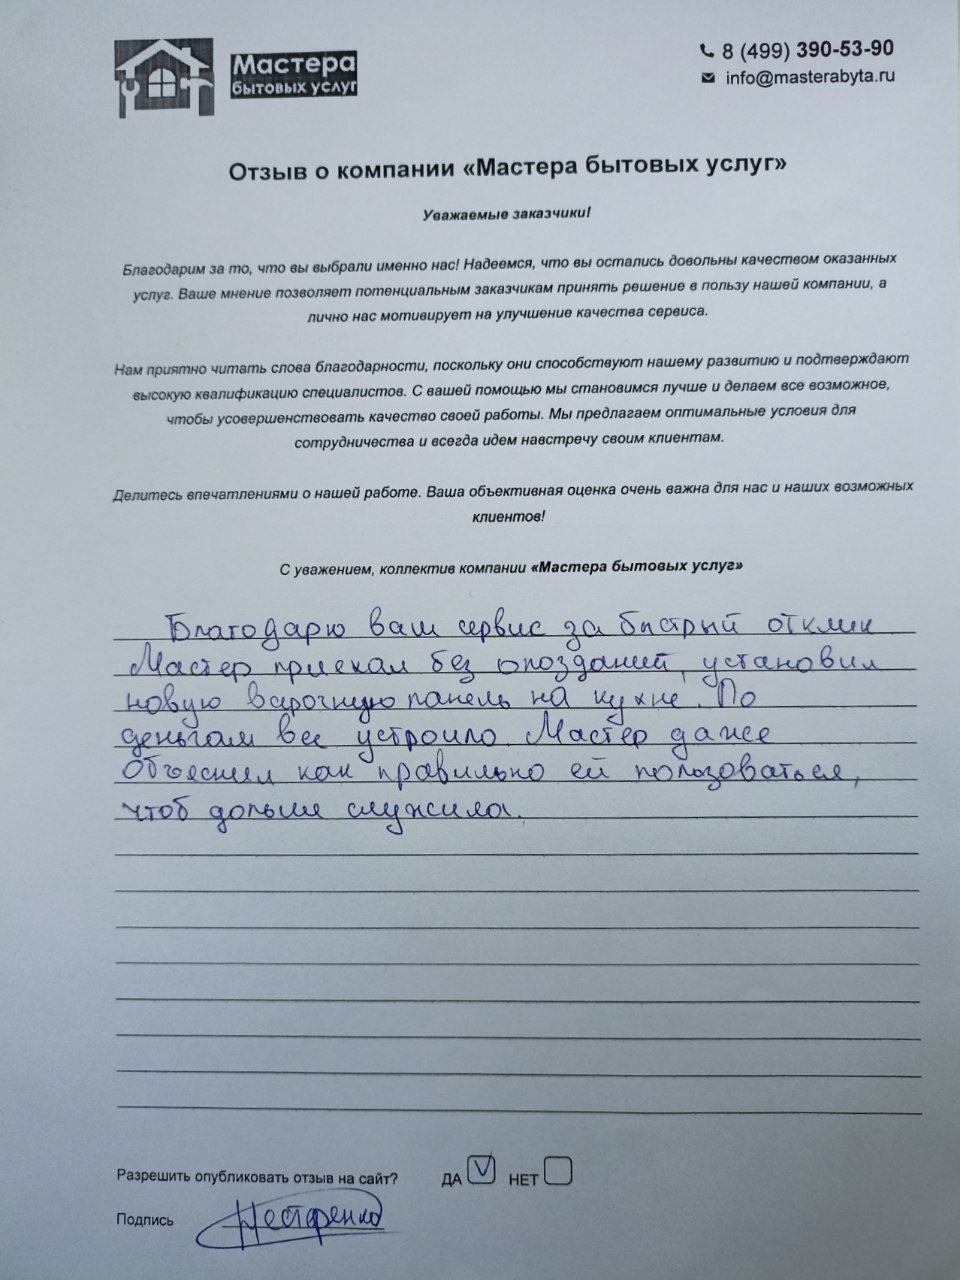 Мастера
бытовых услуг
8 (499) 390-53-90
info@masterabyta.ru
Отзыв о компании «Мастера бытовых услуг»
Уважаемые заказчики!
Благодарим за то, что вы выбрали именно нас! Надеемся, что вы остались довольны качеством оказанных
услуг. Ваше мнение позволяет потенциальным заказчикам принять решение в пользу нашей компании, а
лично нас мотивирует на улучшение качества сервиса.
Нам приятно читать слова благодарности, поскольку они способствуют нашему развитию и подтверждают
высокую квалификацию специалистов. С вашей помощью мы становимся лучше и делаем все возможное,
чтобы усовершенствовать качество своей работы. Мы предлагаем оптимальные условия для
сотрудничества и всегда идем навстречу своим клиентам.
Делитесь впечатлениями о нашей работе. Ваша объективная оценка очень важна для нас и наших возможных
клиентов!
С уважением, коллектив компании «Мастера бытовых услуг»
Благодарю ваш сервис за быстрый отклик
Мастер приехал без опозданий, установил
новую варочную панель на кухне. По
деньгам все устроило. Мастер даже
Объяснил как правильно ей пользоваться,
чтоб дольше служила.
Разрешить опубликовать отзыв на сайт? ДА V НЕТ
Подпись Нестеренко